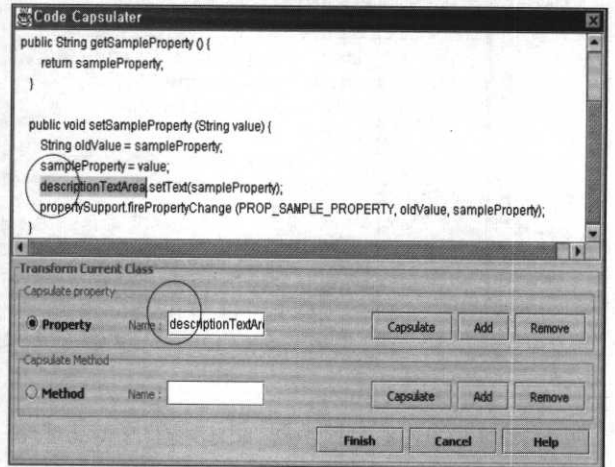 Code Capsulater
public String getSampleProperty () {
return sampleProperty;
}
public void setSampleProperty (String value) {
String oldValue = sampleProperty;
sampleProperty = value;
descriptionTextArea.setText(sampleProperty);
propertySupport.firePropertyChange (PROP_SAMPLE_PROPERTY, oldValue, sampleProperty);
}
Transform Current Class
Capsulate property
Property Name : descriptionTextAr Capsulate Add Remove
Capsulate Method
Method Name : Capsulate Add Remove
Finish Cancel Help